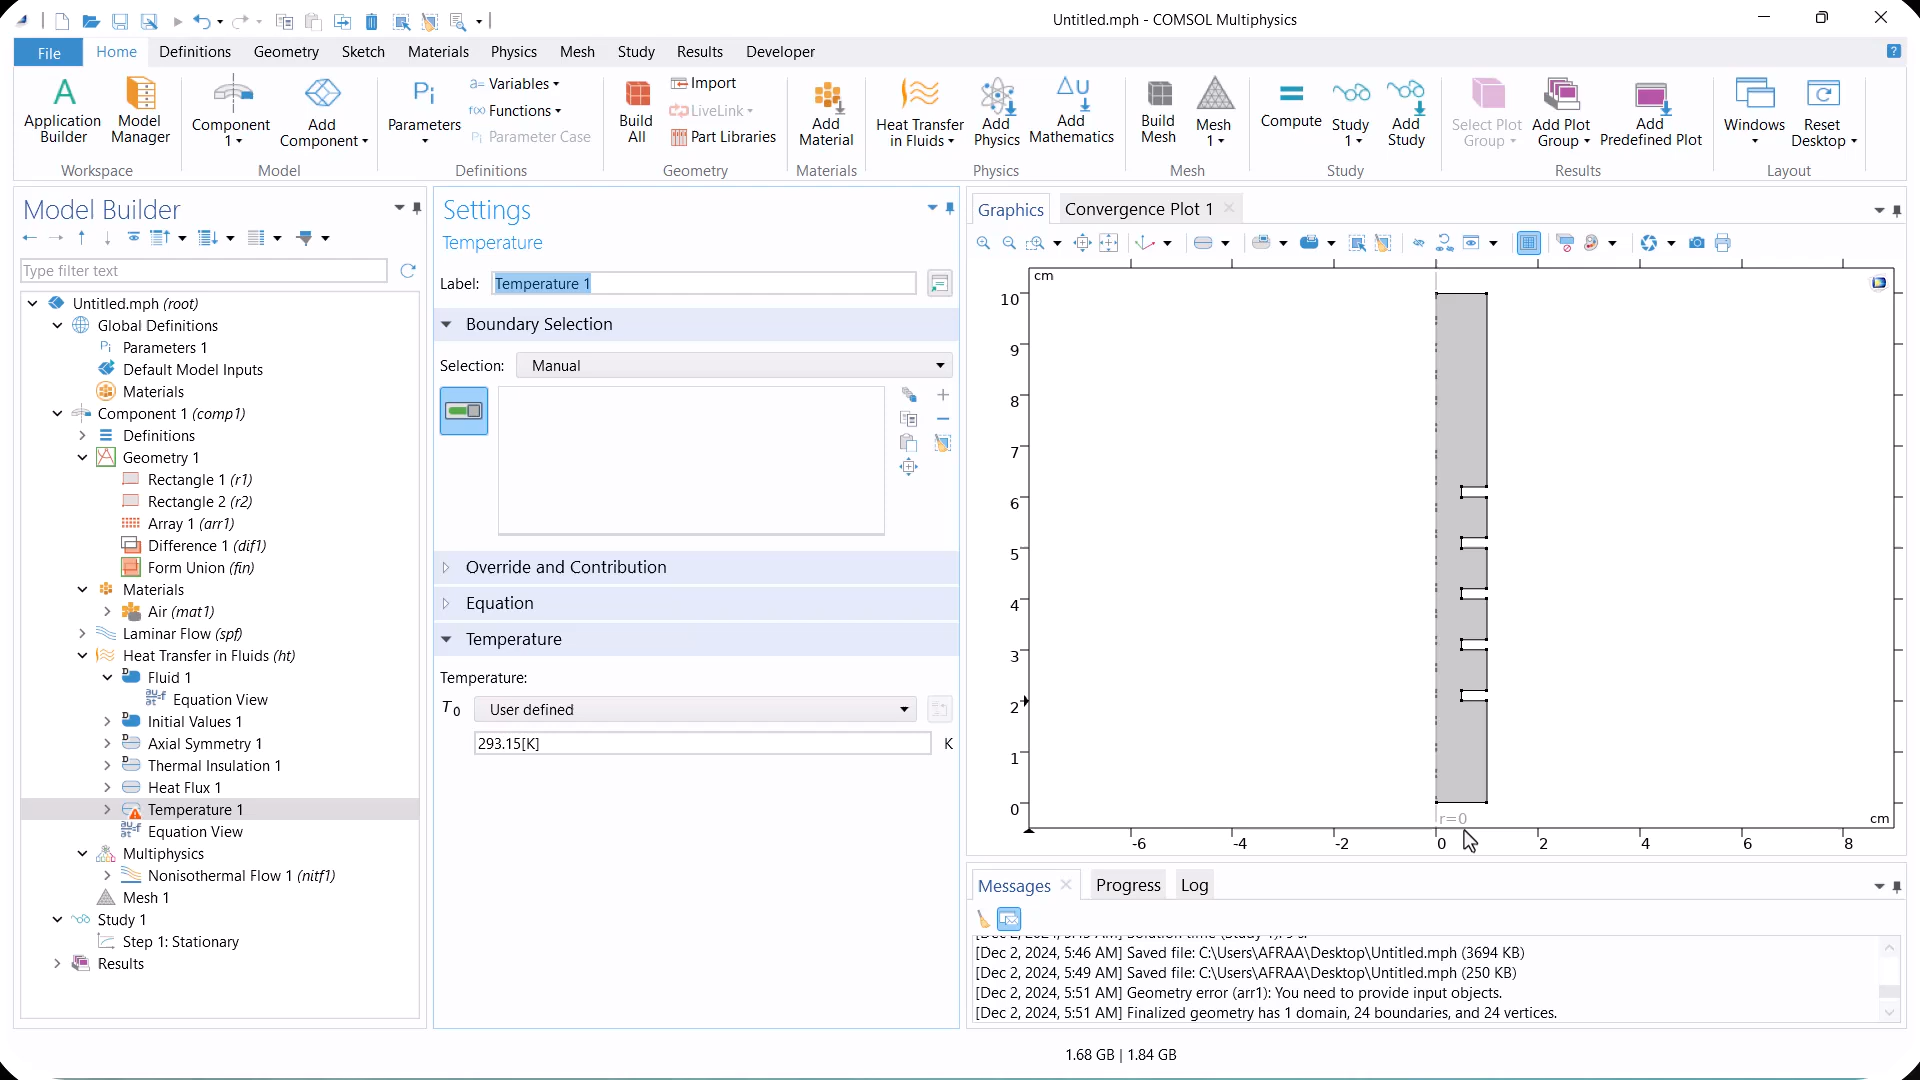 Untitled.mph - COMSOL Multiphysics
File Home Definitions Geometry Sketch Materials Physics Mesh Study Results Developer
Application Builder
Model Manager
Workspace
Component 1
Add Component
Model
Pi Parameters
a= Variables
f(x) Functions
Pi Parameter Case
Definitions
Build All
Import
LiveLink
Part Libraries
Geometry
Add Material
Materials
Heat Transfer in Fluids
Add Physics
ΔU Add Mathematics
Physics
Build Mesh
Mesh 1
Mesh
Compute
Study 1
Add Study
Study
Select Plot Group
Add Plot Group
Add Predefined Plot
Results
Windows
Reset Desktop
Layout
Model Builder
Type filter text
Untitled.mph (root)
Global Definitions
Pi Parameters 1
Default Model Inputs
Materials
Component 1 (comp1)
Definitions
Geometry 1
Rectangle 1 (r1)
Rectangle 2 (r2)
Array 1 (arr1)
Difference 1 (dif1)
Form Union (fin)
Materials
Air (mat1)
Laminar Flow (spf)
Heat Transfer in Fluids (ht)
Fluid 1
Equation View
Initial Values 1
Axial Symmetry 1
Thermal Insulation 1
Heat Flux 1
Temperature 1
Equation View
Multiphysics
Nonisothermal Flow 1 (nitf1)
Mesh 1
Study 1
Step 1: Stationary
Results
Settings
Temperature
Label: Temperature 1
Boundary Selection
Selection: Manual
Override and Contribution
Equation
Temperature
Temperature:
T0 User defined
293.15[K] K
Graphics Convergence Plot 1
cm
10
9
8
7
6
5
4
3
2
1
0
r=0
cm
-6 -4 -2 0 2 4 6 8
Messages Progress Log
[Dec 2, 2024, 5:46 AM] Saved file: C:\Users\AFRAA\Desktop\Untitled.mph (3694 KB)
[Dec 2, 2024, 5:49 AM] Saved file: C:\Users\AFRAA\Desktop\Untitled.mph (250 KB)
[Dec 2, 2024, 5:51 AM] Geometry error (arr1): You need to provide input objects.
[Dec 2, 2024, 5:51 AM] Finalized geometry has 1 domain, 24 boundaries, and 24 vertices.
1.68 GB | 1.84 GB